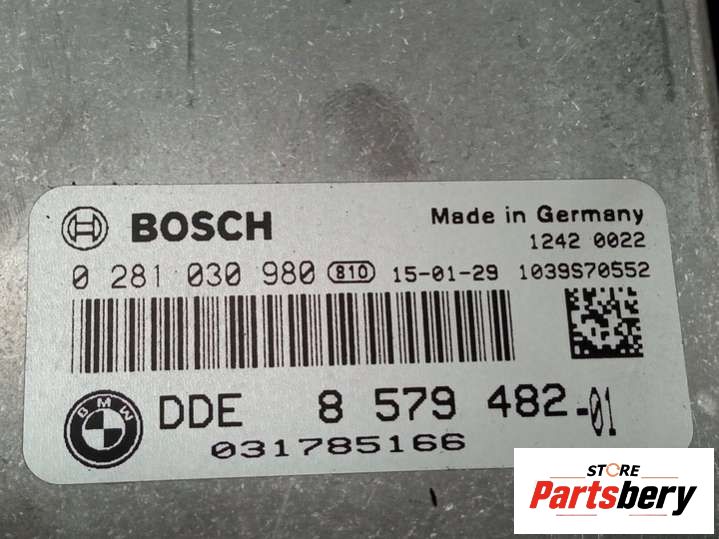 BOSCH
Made in Germany
1242 0022
0 281 030 980 810 15-01-29 1039S70552
BMW DDE 8 579 482-01
031785166
STORE
Partsbery